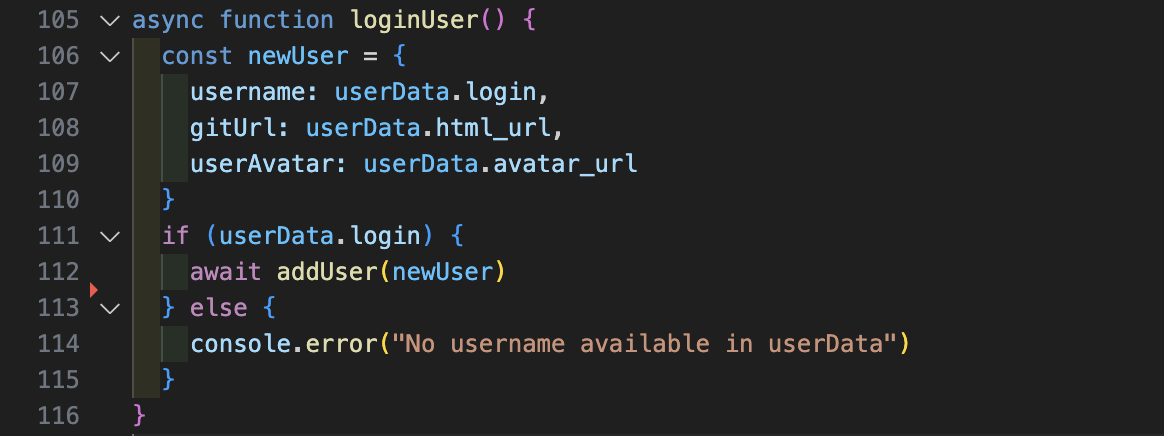 105 async function loginUser() {
106 const newUser = {
107 username: userData.login,
108 gitUrl: userData.html_url,
109 userAvatar: userData.avatar_url
110 }
111 if (userData.login) {
112 await addUser(newUser)
113 } else {
114 console.error("No username available in userData")
115 }
116 }